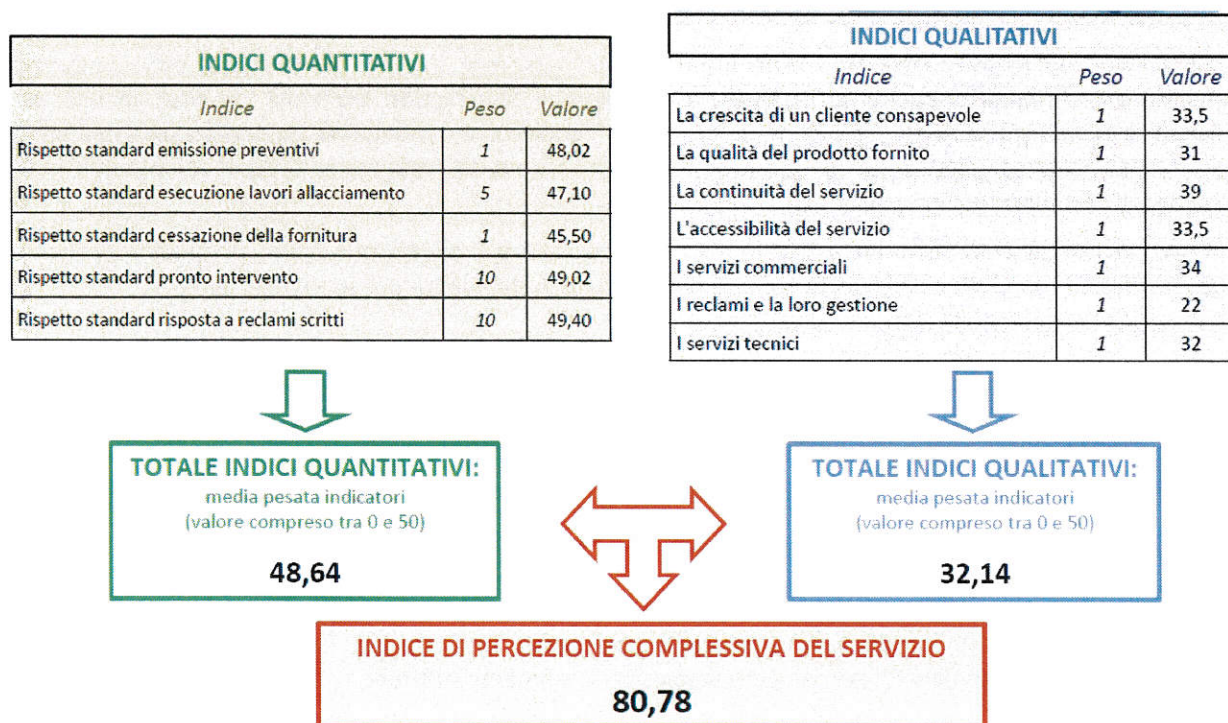 INDICI QUANTITATIVI
Indice Peso Valore
Rispetto standard emissione preventivi 1 48,02
Rispetto standard esecuzione lavori allacciamento 5 47,10
Rispetto standard cessazione della fornitura 1 45,50
Rispetto standard pronto intervento 10 49,02
Rispetto standard risposta a reclami scritti 10 49,40
INDICI QUALITATIVI
Indice Peso Valore
La crescita di un cliente consapevole 1 33,5
La qualità del prodotto fornito 1 31
La continuità del servizio 1 39
L'accessibilità del servizio 1 33,5
I servizi commerciali 1 34
I reclami e la loro gestione 1 22
I servizi tecnici 1 32
TOTALE INDICI QUANTITATIVI:
media pesata indicatori
(valore compreso tra 0 e 50)
48,64
TOTALE INDICI QUALITATIVI:
media pesata indicatori
(valore compreso tra 0 e 50)
32,14
INDICE DI PERCEZIONE COMPLESSIVA DEL SERVIZIO
80,78